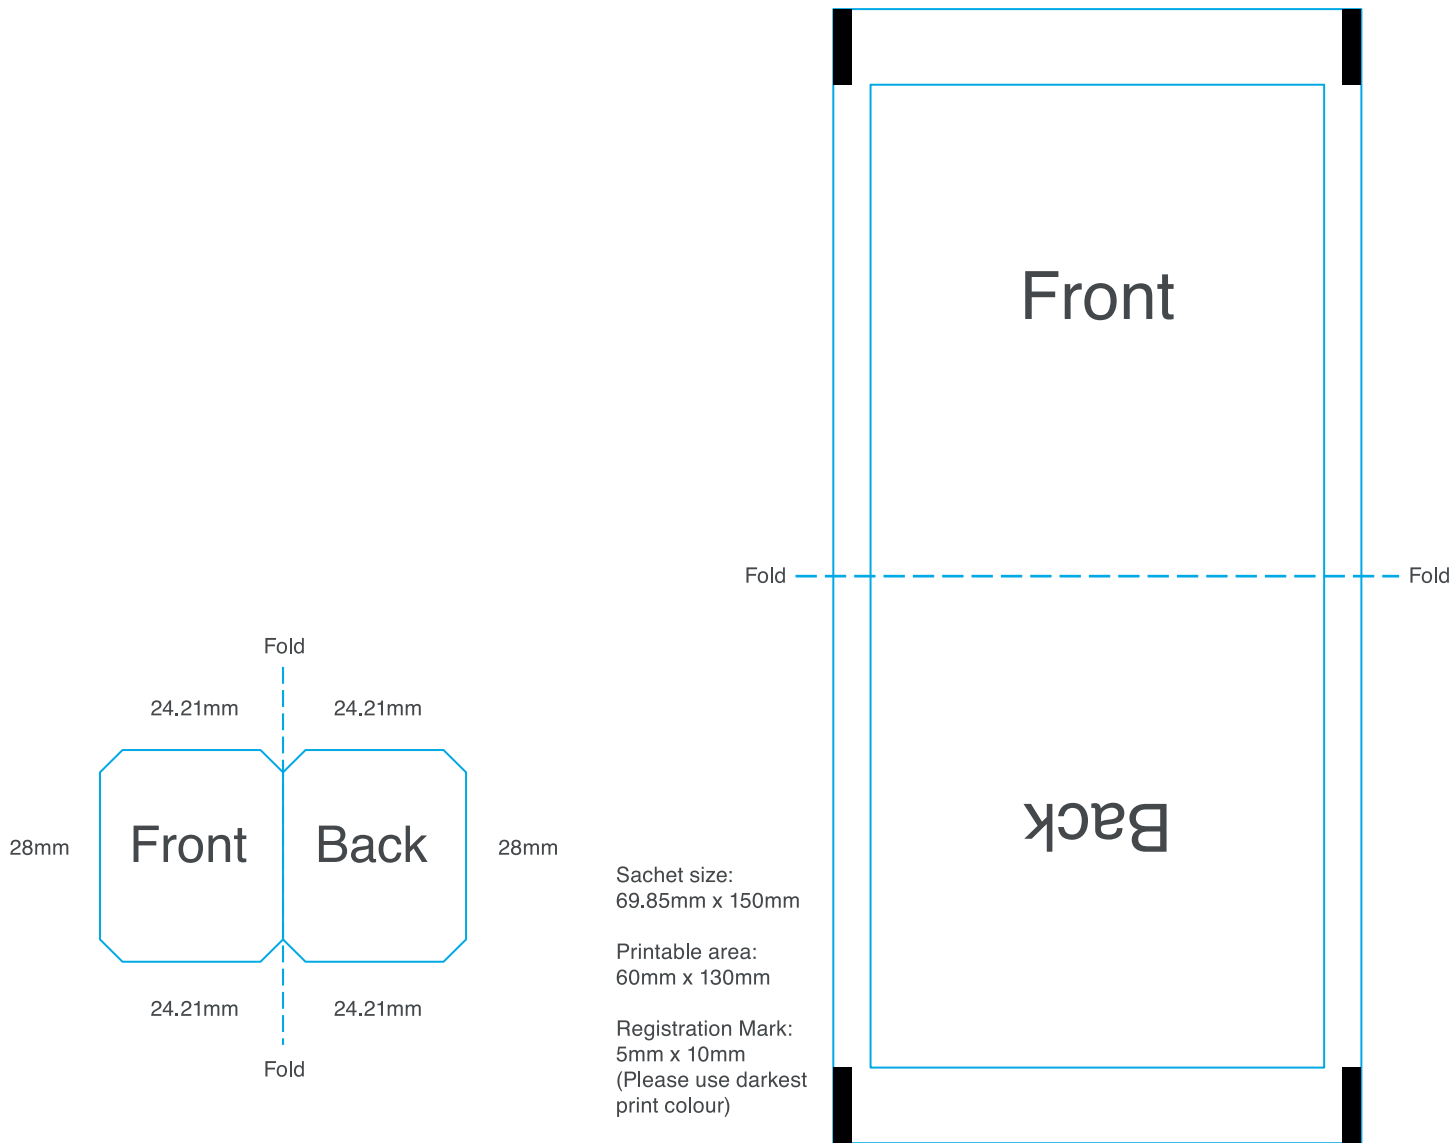 Front
Fold
Fold
Fold
24.21mm
24.21mm
28mm
Front
Back
28mm
24.21mm
24.21mm
Fold
Back
Sachet size:
69.85mm x 150mm
Printable area:
60mm x 130mm
Registration Mark:
5mm x 10mm
(Please use darkest
print colour)